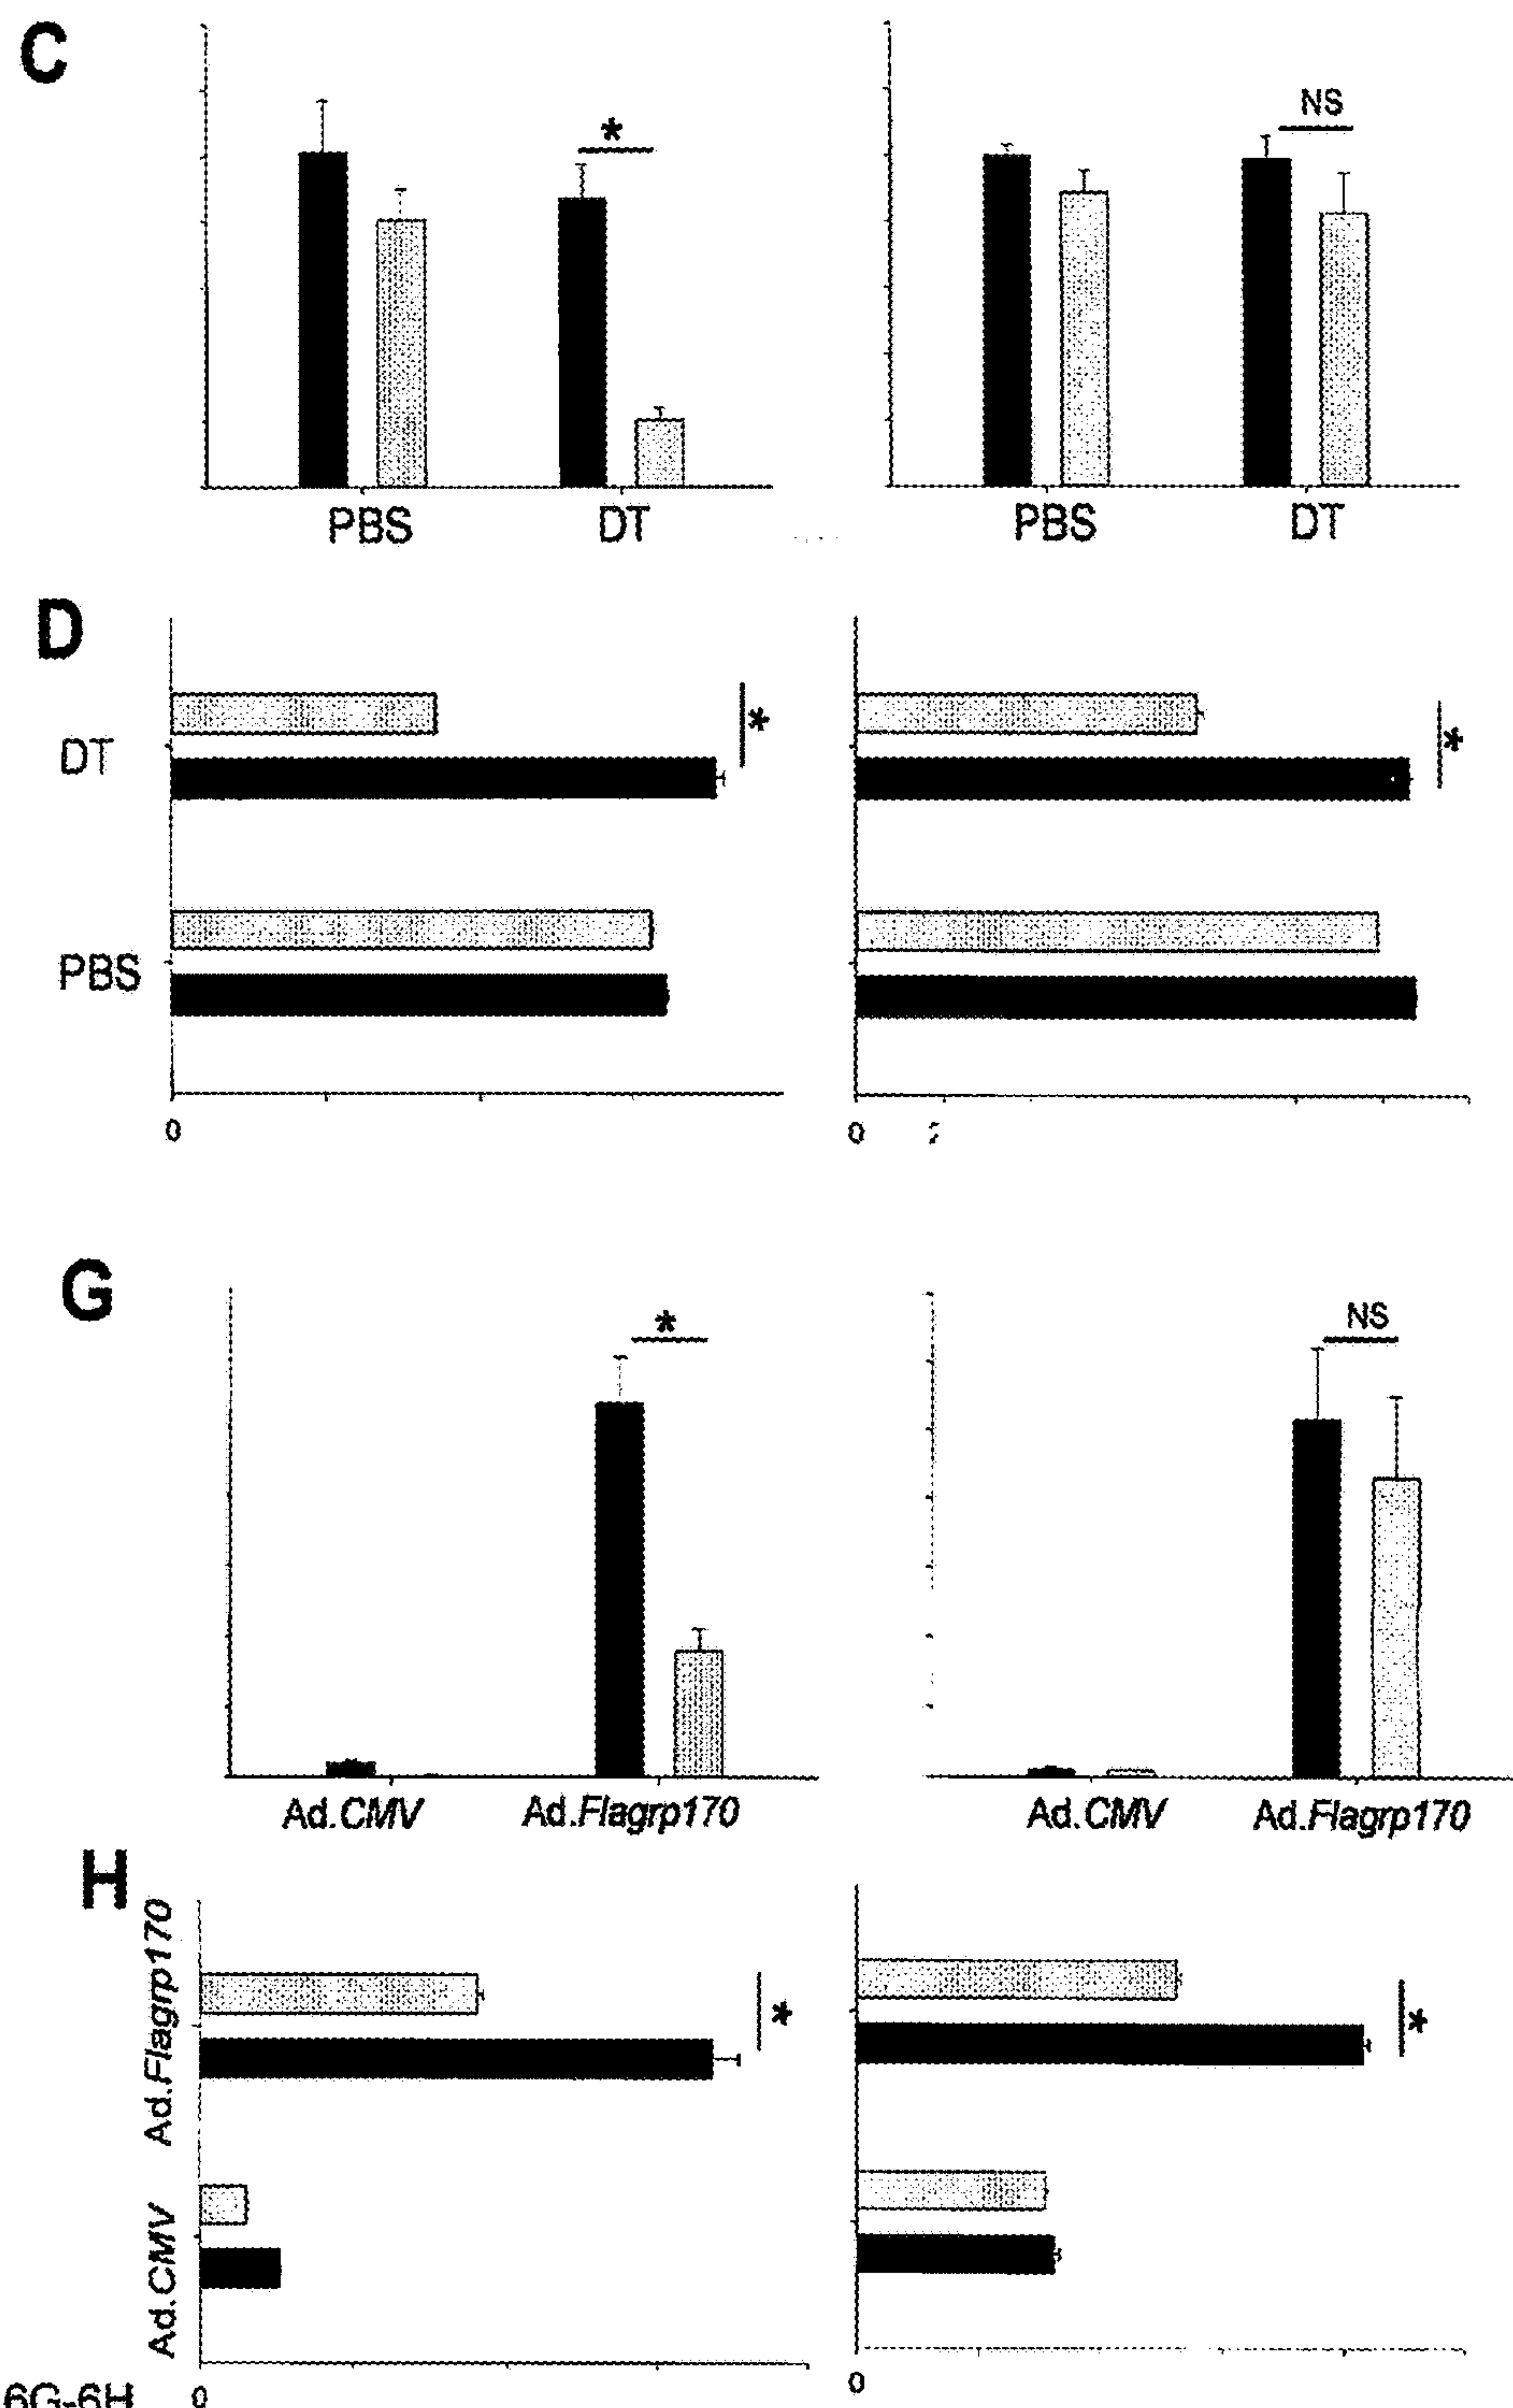 C
* NS
PBS DT PBS DT
D
DT * *
PBS
0 0
G
* NS
Ad.CMV Ad.Flagrp170 Ad.CMV Ad.Flagrp170
H
Ad.Flagrp170 * *
Ad.CMV
0 0
6G-6H